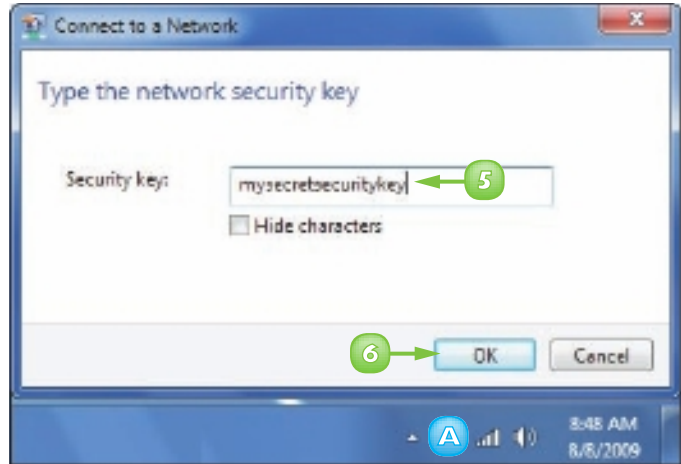 Connect to a Network
Type the network security key
Security key: mysecretsecuritykey 5
Hide characters
6 OK Cancel
A 8:48 AM
8/8/2009